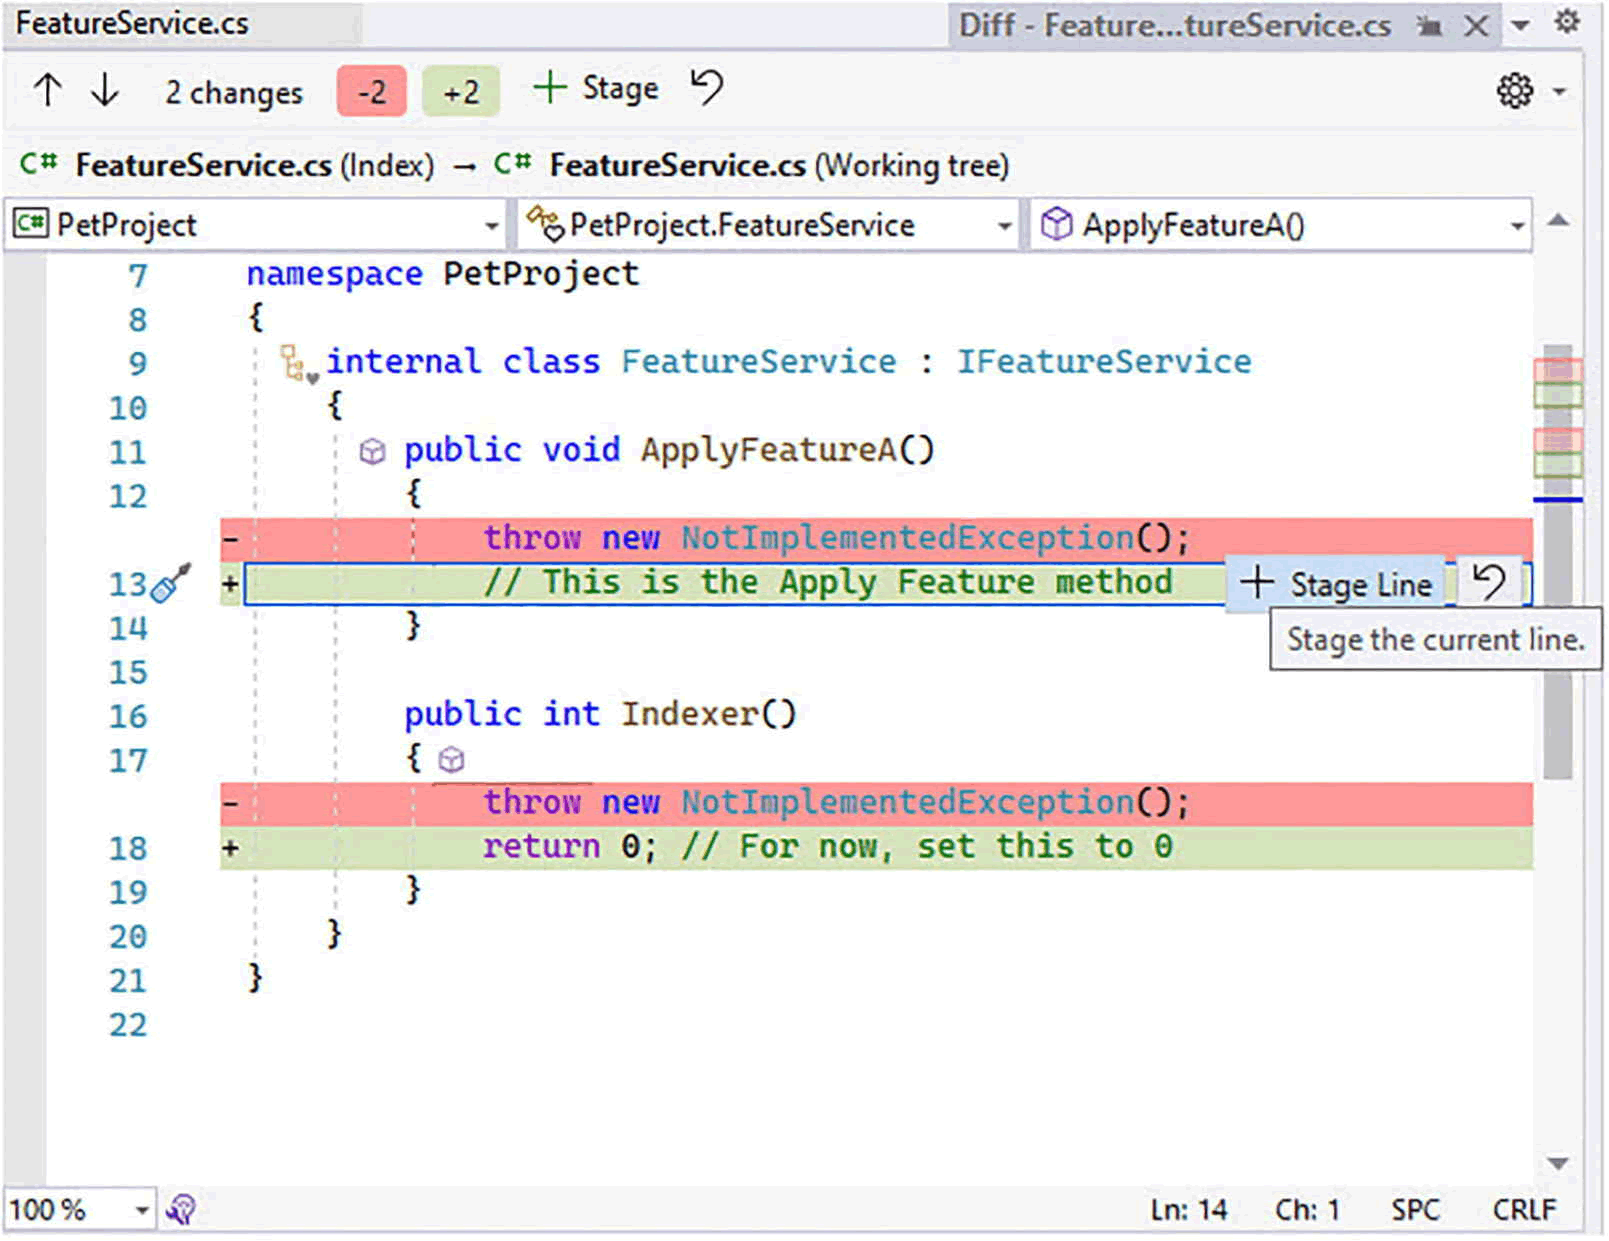 FeatureService.cs Diff - Feature...tureService.cs
2 changes -2 +2 Stage
C# FeatureService.cs (Index) → C# FeatureService.cs (Working tree)
C# PetProject PetProject.FeatureService ApplyFeatureA()
7 namespace PetProject
8 {
9 internal class FeatureService : IFeatureService
10 {
11 public void ApplyFeatureA()
12 {
- throw new NotImplementedException();
13 + // This is the Apply Feature method + Stage Line
Stage the current line.
14 }
15
16 public int Indexer()
17 {
- throw new NotImplementedException();
18 + return 0; // For now, set this to 0
19 }
20 }
21 }
22
100 % Ln: 14 Ch: 1 SPC CRLF